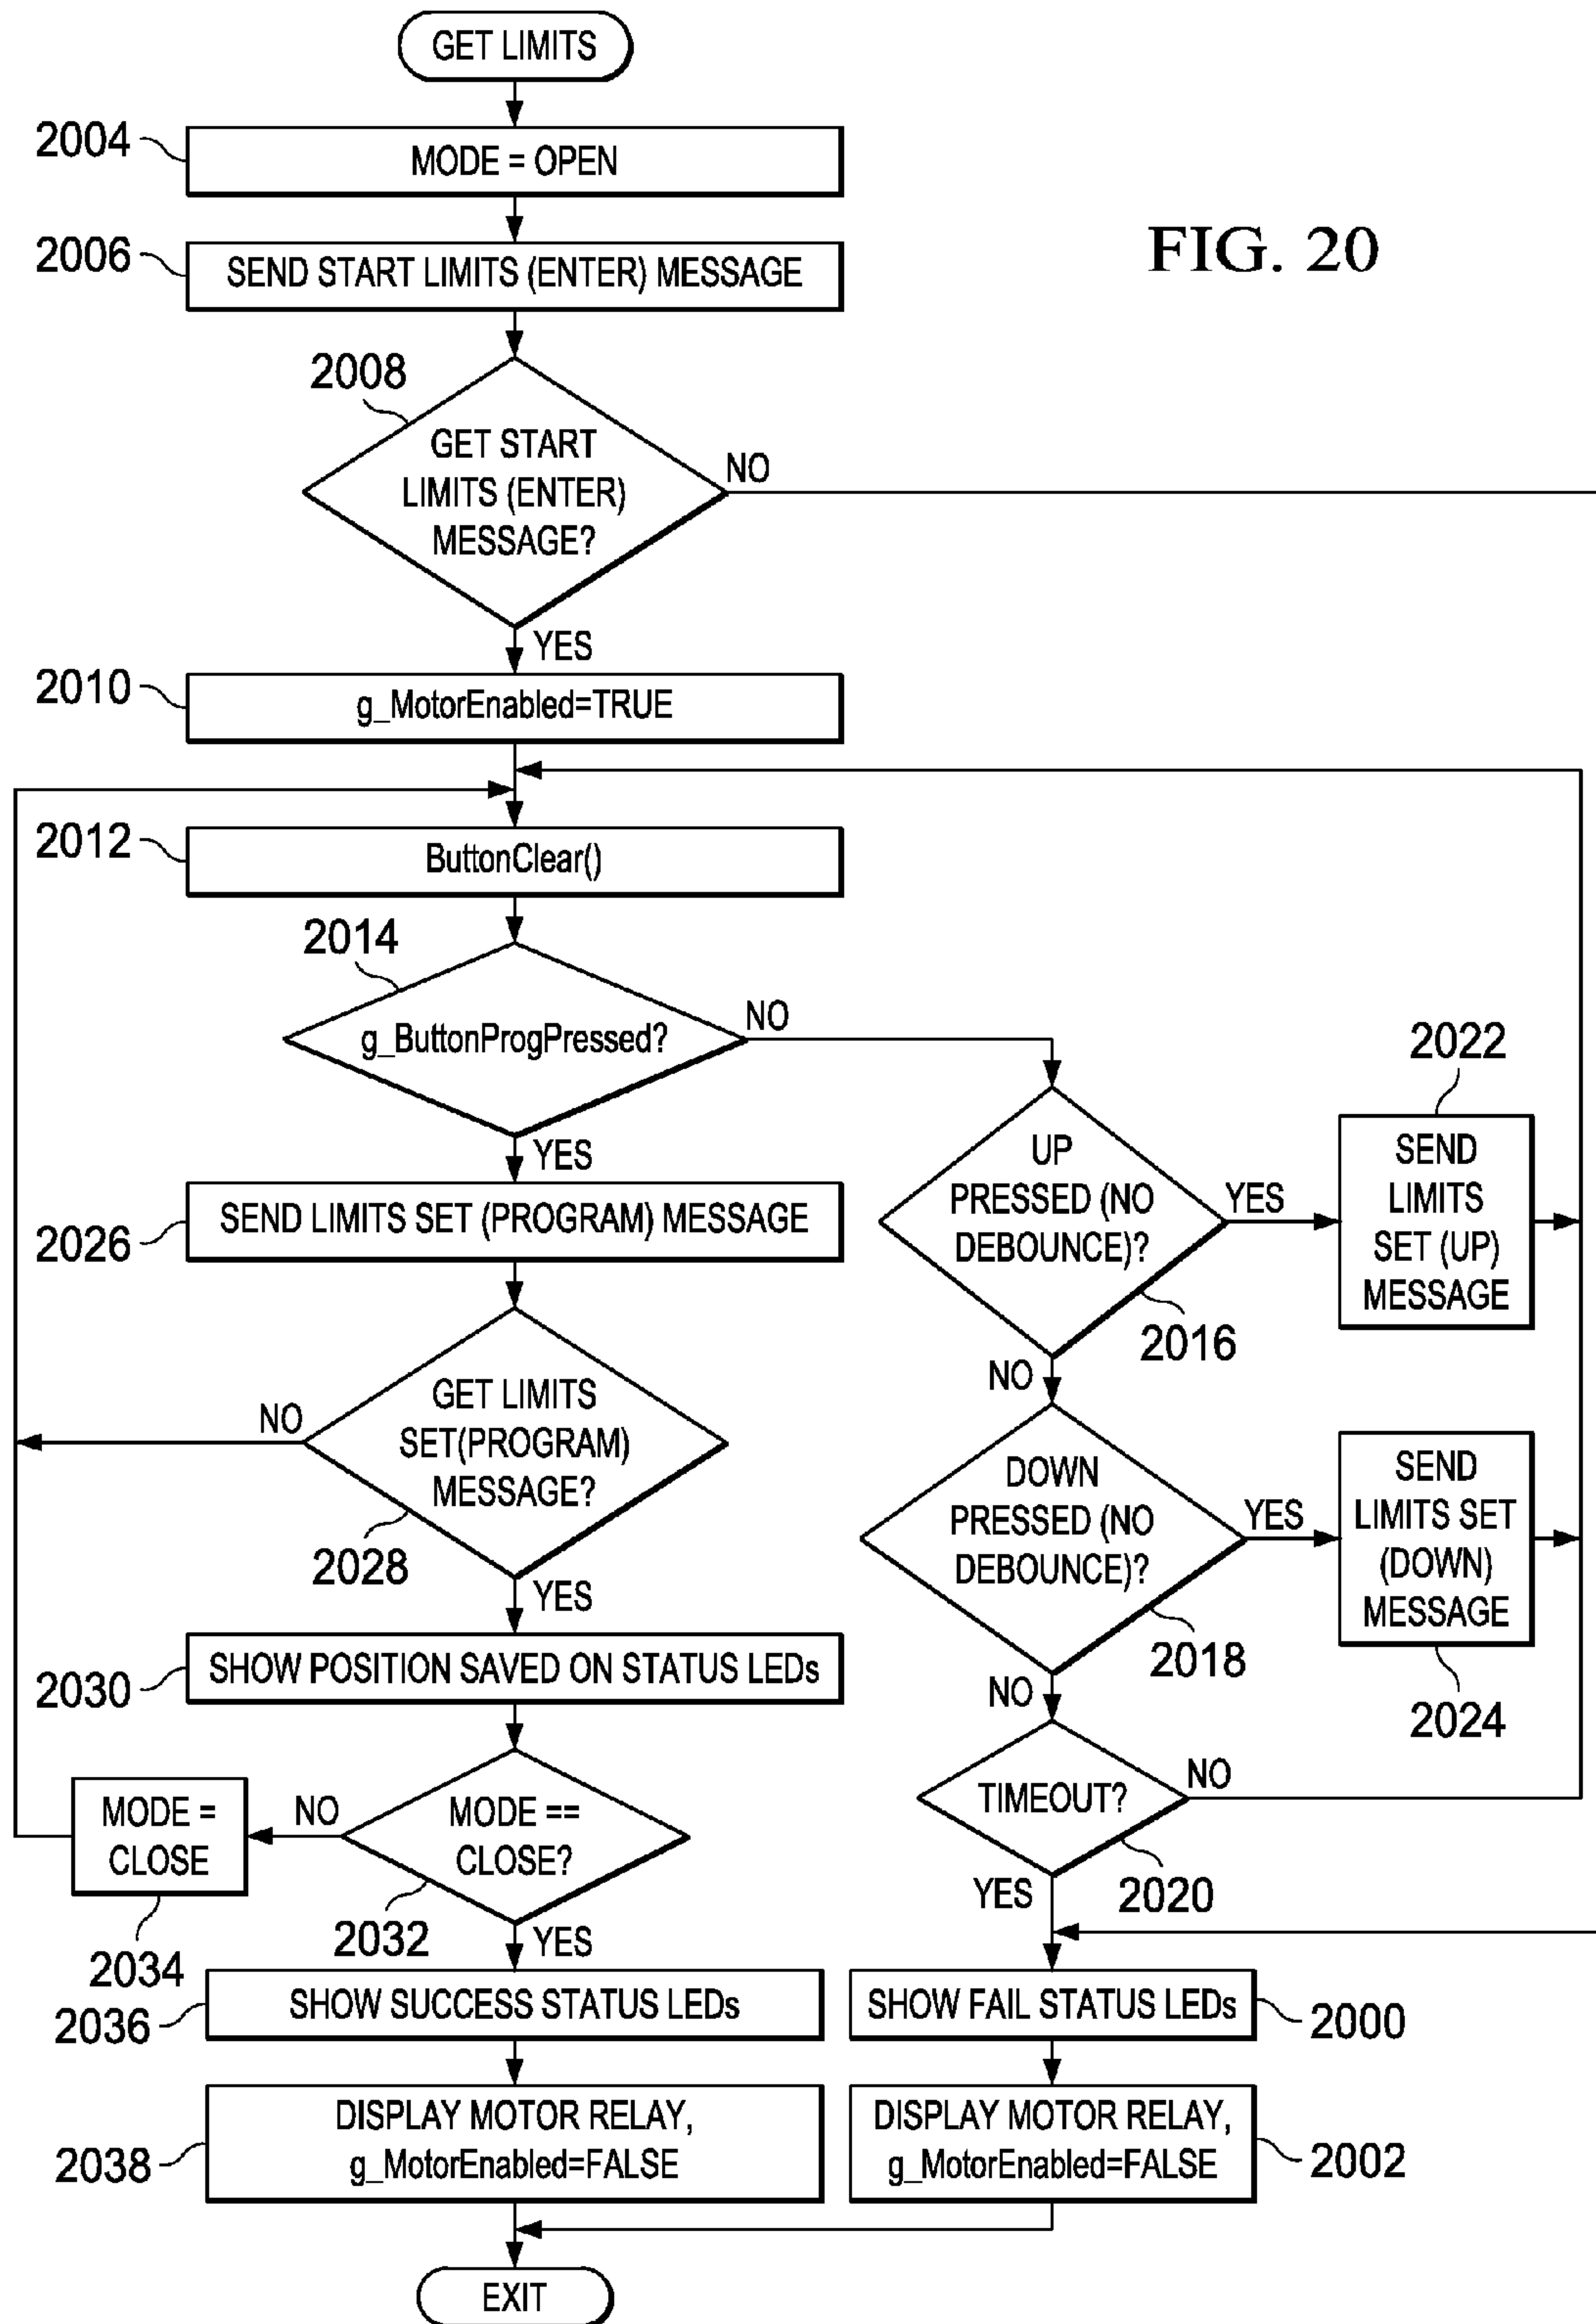 GET LIMITS
2004
MODE = OPEN
FIG. 20
2006
SEND START LIMITS (ENTER) MESSAGE
2008
GET START
LIMITS (ENTER)
MESSAGE?
NO
YES
2010
g_MotorEnabled=TRUE
2012
ButtonClear()
2014
g_ButtonProgPressed?
NO
YES
2022
UP
PRESSED (NO
DEBOUNCE)?
YES
SEND
LIMITS
SET (UP)
MESSAGE
2016
NO
2026
SEND LIMITS SET (PROGRAM) MESSAGE
GET LIMITS
SET(PROGRAM)
MESSAGE?
NO
2028
YES
DOWN
PRESSED (NO
DEBOUNCE)?
YES
SEND
LIMITS SET
(DOWN)
MESSAGE
2018
2024
NO
2030
SHOW POSITION SAVED ON STATUS LEDs
TIMEOUT?
NO
2020
YES
MODE ==
CLOSE?
NO
MODE =
CLOSE
2034
2032
YES
2036
SHOW SUCCESS STATUS LEDs
SHOW FAIL STATUS LEDs
2000
2038
DISPLAY MOTOR RELAY,
g_MotorEnabled=FALSE
DISPLAY MOTOR RELAY,
g_MotorEnabled=FALSE
2002
EXIT